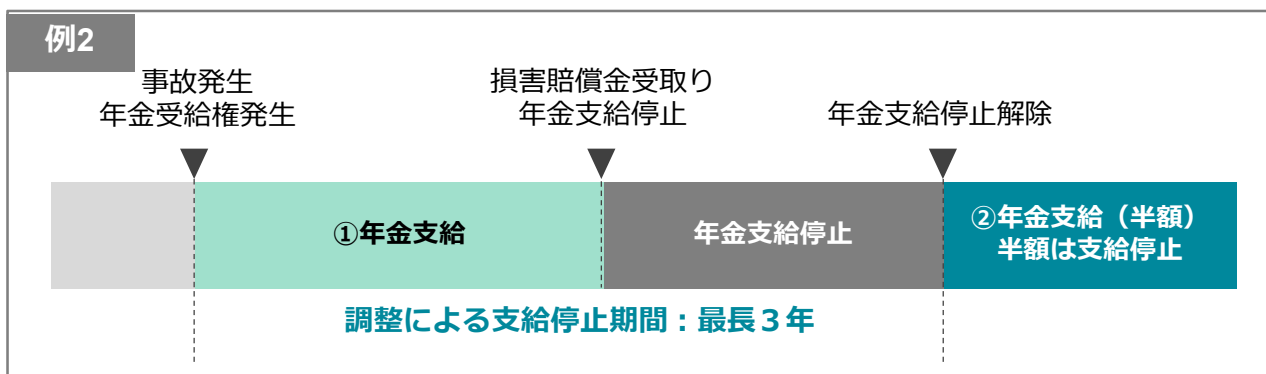 例2
事故発生
年金受給権発生
損害賠償金受取り
年金支給停止
年金支給停止解除
①年金支給
年金支給停止
②年金支給（半額）
半額は支給停止
調整による支給停止期間：最長３年